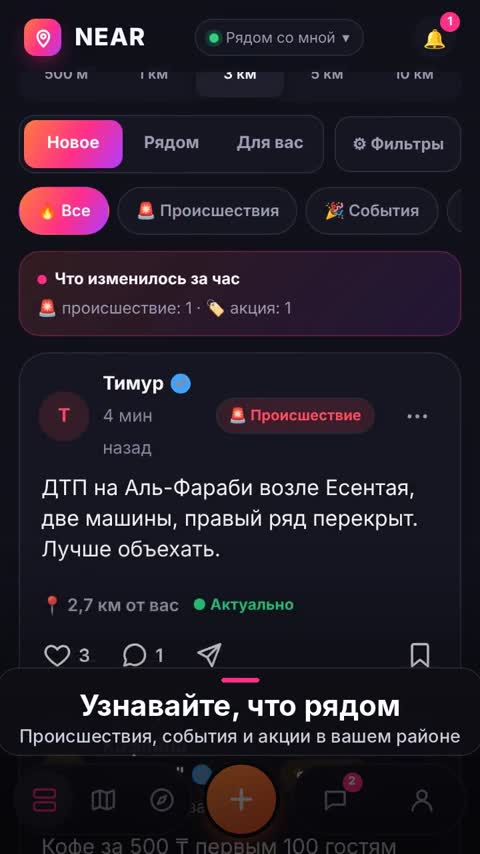 NEAR
Рядом со мной ▾
1
500 м 1 км 3 км 5 км 10 км
Новое Рядом Для вас ⚙ Фильтры
🔥 Все 🚨 Происшествия 🎉 События
Что изменилось за час
🚨 происшествие: 1 · 🏷️ акция: 1
Тимур
Т 4 мин назад 🚨 Происшествие
ДТП на Аль-Фараби возле Есентая,
две машины, правый ряд перекрыт.
Лучше объехать.
📍 2,7 км от вас Актуально
3 1
Узнавайте, что рядом
Происшествия, события и акции в вашем районе
2
Кофе за 500 ₸ первым 100 гостям